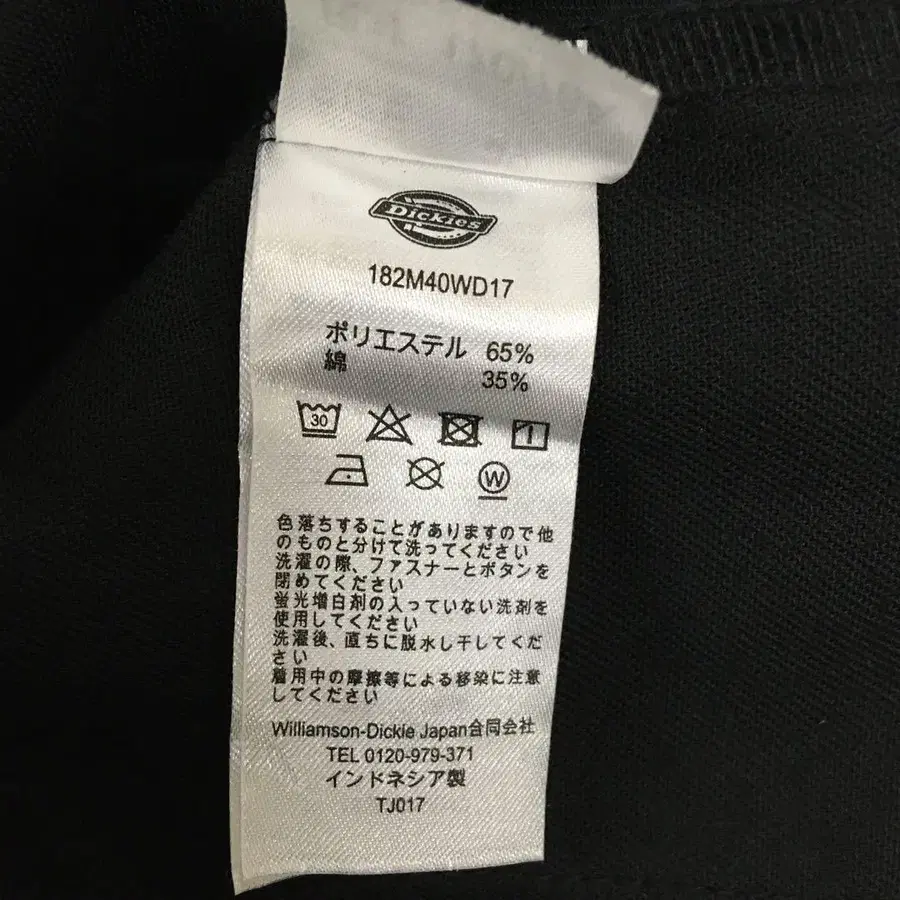 Dickies
182M40WD17
ポリエステル 65%
綿 35%
30
W
色落ちすることがありますので他
のものと分けて洗ってください
洗濯の際、ファスナーとボタンを
閉めてください
蛍光増白剤の入っていない洗剤を
使用してください
洗濯後、直ちに脱水し干してくだ
さい
着用中の摩擦等による移染に注意
してください
Williamson-Dickie Japan合同会社
TEL 0120-979-371
インドネシア製
TJ017